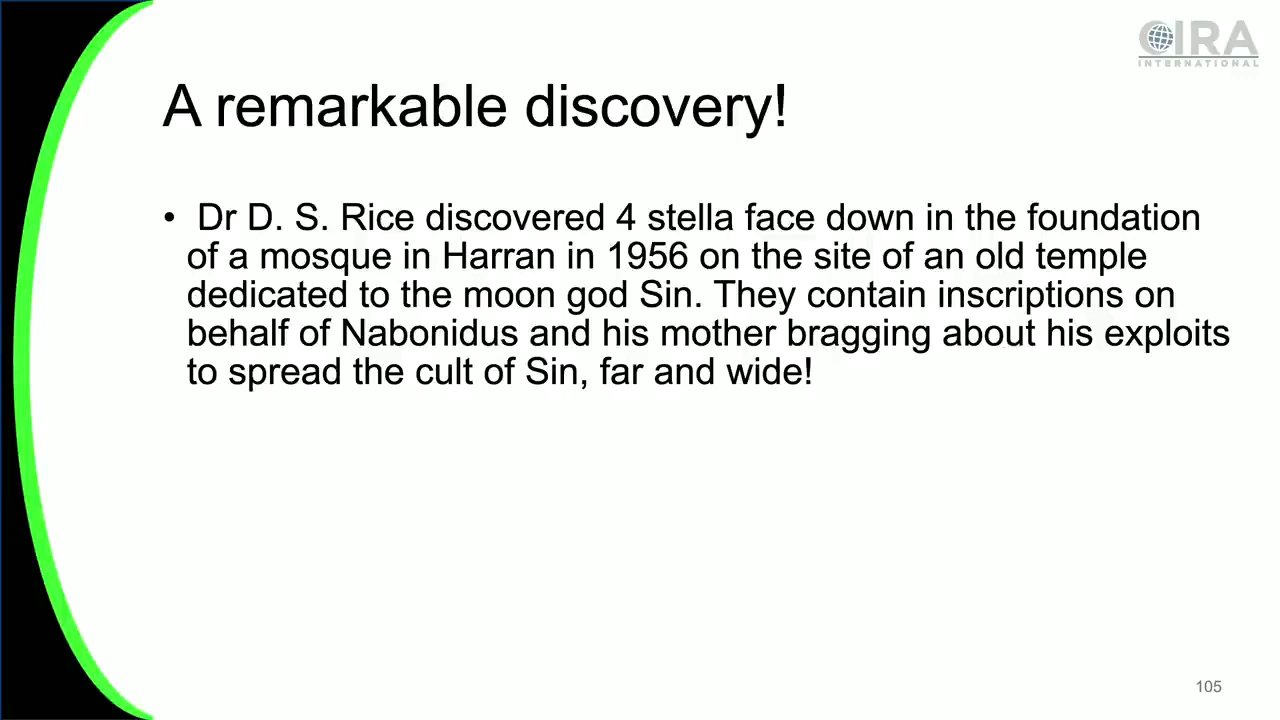 CIRA
INTERNATIONAL
A remarkable discovery!
• Dr D. S. Rice discovered 4 stella face down in the foundation
of a mosque in Harran in 1956 on the site of an old temple
dedicated to the moon god Sin. They contain inscriptions on
behalf of Nabonidus and his mother bragging about his exploits
to spread the cult of Sin, far and wide!
105